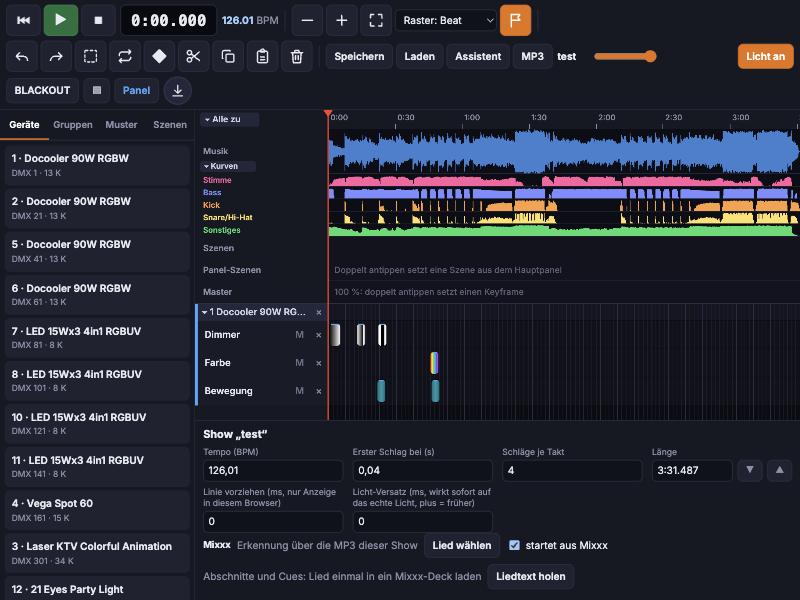 0:00.000
126.01 BPM
Raster: Beat
Speichern
Laden
Assistent
MP3
test
Licht an
BLACKOUT
Panel
Geräte
Gruppen
Muster
Szenen
1 · Docooler 90W RGBW
DMX 1 · 13 K
2 · Docooler 90W RGBW
DMX 21 · 13 K
5 · Docooler 90W RGBW
DMX 41 · 13 K
6 · Docooler 90W RGBW
DMX 61 · 13 K
7 · LED 15Wx3 4in1 RGBUV
DMX 81 · 8 K
8 · LED 15Wx3 4in1 RGBUV
DMX 101 · 8 K
10 · LED 15Wx3 4in1 RGBUV
DMX 121 · 8 K
11 · LED 15Wx3 4in1 RGBUV
DMX 141 · 8 K
4 · Vega Spot 60
DMX 161 · 15 K
3 · Laser KTV Colorful Animation
DMX 301 · 34 K
12 · 21 Eyes Party Light
Alle zu
0:00
0:30
1:00
1:30
2:00
2:30
3:00
Musik
Kurven
Stimme
Bass
Kick
Snare/Hi-Hat
Sonstiges
Szenen
Panel-Szenen
Doppelt antippen setzt eine Szene aus dem Hauptpanel
Master
100 %: doppelt antippen setzt einen Keyframe
1 Docooler 90W RG... ×
Dimmer M ×
Farbe M ×
Bewegung M ×
Show „test“
Tempo (BPM)
Erster Schlag bei (s)
Schläge je Takt
Länge
126,01
0,04
4
3:31.487
Linie vorziehen (ms, nur Anzeige
in diesem Browser)
Licht-Versatz (ms, wirkt sofort auf
das echte Licht, plus = früher)
0
0
Mixxx Erkennung über die MP3 dieser Show
Lied wählen
startet aus Mixxx
Abschnitte und Cues: Lied einmal in ein Mixxx-Deck laden
Liedtext holen